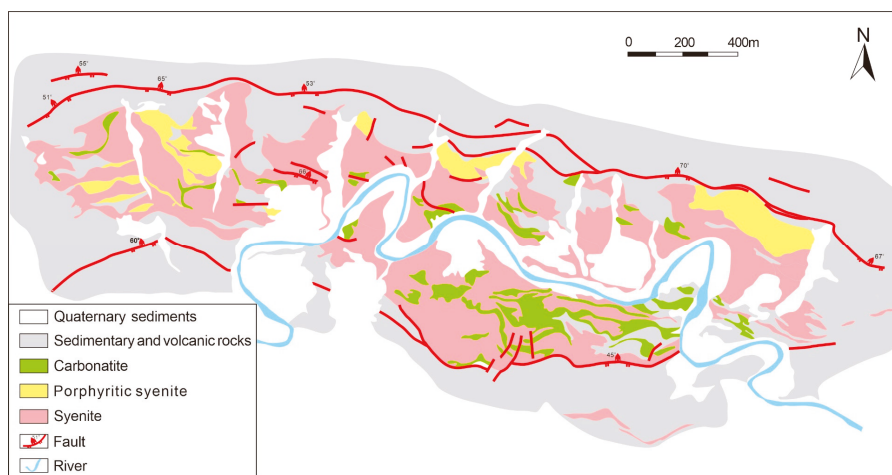 N
0 200 400m
55°
65°
53°
51°
66
70°
60°
67°
45°
Quaternary sediments
Sedimentary and volcanic rocks
Carbonatite
Porphyritic syenite
Syenite
Fault
River